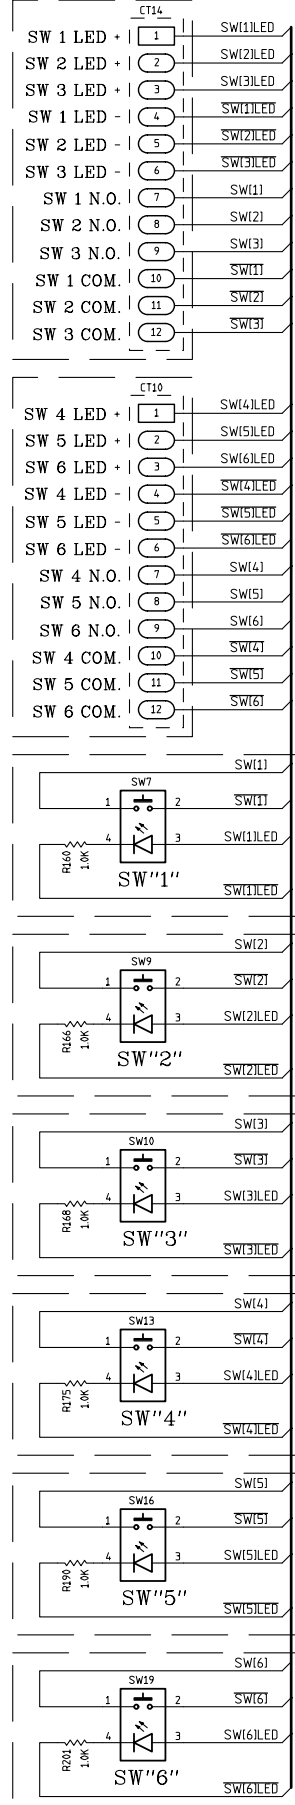 CT14
SW 1 LED + 1 SW[1]LED
SW 2 LED + 2 SW[2]LED
SW 3 LED + 3 SW[3]LED
SW 1 LED - 4 SW[1]LED
SW 2 LED - 5 SW[2]LED
SW 3 LED - 6 SW[3]LED
SW 1 N.O. 7 SW[1]
SW 2 N.O. 8 SW[2]
SW 3 N.O. 9 SW[3]
SW 1 COM. 10 SW[1]
SW 2 COM. 11 SW[2]
SW 3 COM. 12 SW[3]
CT10
SW 4 LED + 1 SW[4]LED
SW 5 LED + 2 SW[5]LED
SW 6 LED + 3 SW[6]LED
SW 4 LED - 4 SW[4]LED
SW 5 LED - 5 SW[5]LED
SW 6 LED - 6 SW[6]LED
SW 4 N.O. 7 SW[4]
SW 5 N.O. 8 SW[5]
SW 6 N.O. 9 SW[6]
SW 4 COM. 10 SW[4]
SW 5 COM. 11 SW[5]
SW 6 COM. 12 SW[6]
SW[1]
SW7
1 2 SW[1]
4 3 SW[1]LED
R160 1.0K
SW"1"
SW[1]LED
SW[2]
SW9
1 2 SW[2]
4 3 SW[2]LED
R166 1.0K
SW"2"
SW[2]LED
SW[3]
SW10
1 2 SW[3]
4 3 SW[3]LED
R168 1.0K
SW"3"
SW[3]LED
SW[4]
SW13
1 2 SW[4]
4 3 SW[4]LED
R175 1.0K
SW"4"
SW[4]LED
SW[5]
SW16
1 2 SW[5]
4 3 SW[5]LED
R190 1.0K
SW"5"
SW[5]LED
SW[6]
SW19
1 2 SW[6]
4 3 SW[6]LED
R201 1.0K
SW"6"
SW[6]LED